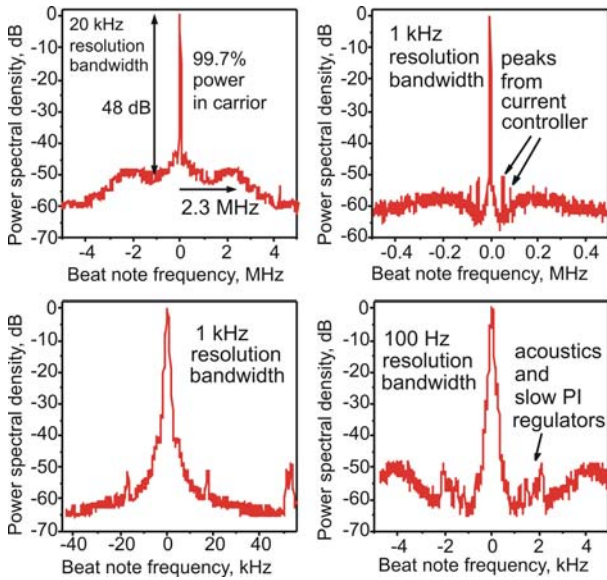 Power spectral density, dB
0
-10
-20
-30
-40
-50
-60
-70
20 kHz
resolution
bandwidth
48 dB
99.7%
power
in carrior
2.3 MHz
-4 -2 0 2 4
Beat note frequency, MHz
Power spectral density, dB
0
-10
-20
-30
-40
-50
-60
1 kHz
resolution
bandwidth
peaks
from
current
controller
-0.4 -0.2 0.0 0.2 0.4
Beat note frequency, MHz
Power spectral density, dB
0
-10
-20
-30
-40
-50
-60
-70
1 kHz
resolution
bandwidth
-40 -20 0 20 40
Beat note frequency, kHz
Power spectral density, dB
0
-10
-20
-30
-40
-50
-60
-70
100 Hz
resolution
bandwidth
acoustics
and
slow PI
regulators
-4 -2 0 2 4
Beat note frequency, kHz